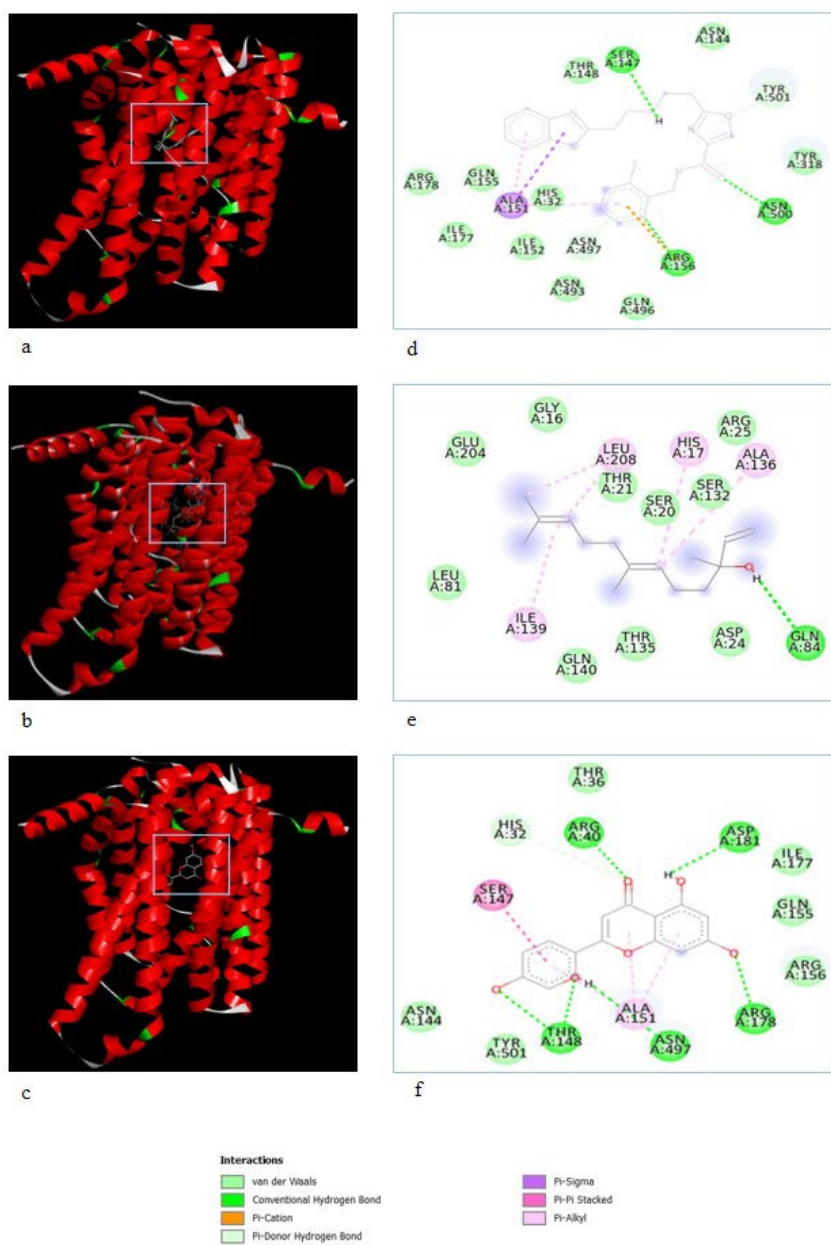 ASN
A:144
SER
A:147
THR
A:148
TYR
A:501
H
TYR
A:318
ARG
A:178
GLN
A:155
ALA
A:151
HIS
A:32
ASN
A:500
ILE
A:177
ILE
A:152
ASN
A:497
ARG
A:156
ASN
A:493
GLN
A:496
a
d
GLY
A:16
ARG
A:25
GLU
A:204
LEU
A:208
HIS
A:17
ALA
A:136
THR
A:21
SER
A:20
SER
A:132
LEU
A:81
O
H
ILE
A:139
THR
A:135
ASP
A:24
GLN
A:84
GLN
A:140
b
e
THR
A:36
HIS
A:32
ARG
A:40
ASP
A:181
ILE
A:177
O
H
O
SER
A:147
GLN
A:155
O
O
ARG
A:156
O
O
H
ASN
A:144
ALA
A:151
ARG
A:178
TYR
A:501
THR
A:148
ASN
A:497
c
f
Interactions
van der Waals
Conventional Hydrogen Bond
Pi-Cation
Pi-Donor Hydrogen Bond
Pi-Sigma
Pi-Pi Stacked
Pi-Alkyl